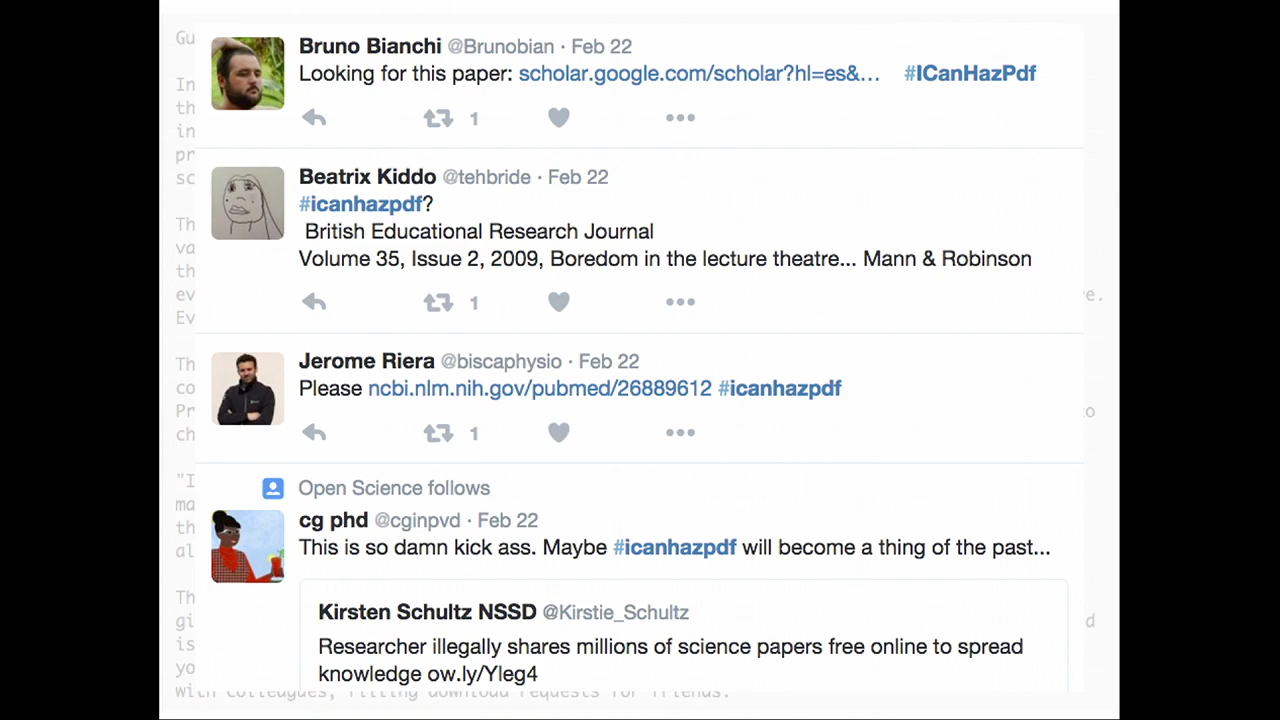 Bruno Bianchi @Brunobian · Feb 22
Looking for this paper: scholar.google.com/scholar?hl=es&… #ICanHazPdf
1
Beatrix Kiddo @tehbride · Feb 22
#icanhazpdf?
British Educational Research Journal
Volume 35, Issue 2, 2009, Boredom in the lecture theatre... Mann & Robinson
1
Jerome Riera @biscaphysio · Feb 22
Please ncbi.nlm.nih.gov/pubmed/26889612 #icanhazpdf
1
Open Science follows
cg phd @cginpvd · Feb 22
This is so damn kick ass. Maybe #icanhazpdf will become a thing of the past...
Kirsten Schultz NSSD @Kirstie_Schultz
Researcher illegally shares millions of science papers free online to spread
knowledge ow.ly/Yleg4